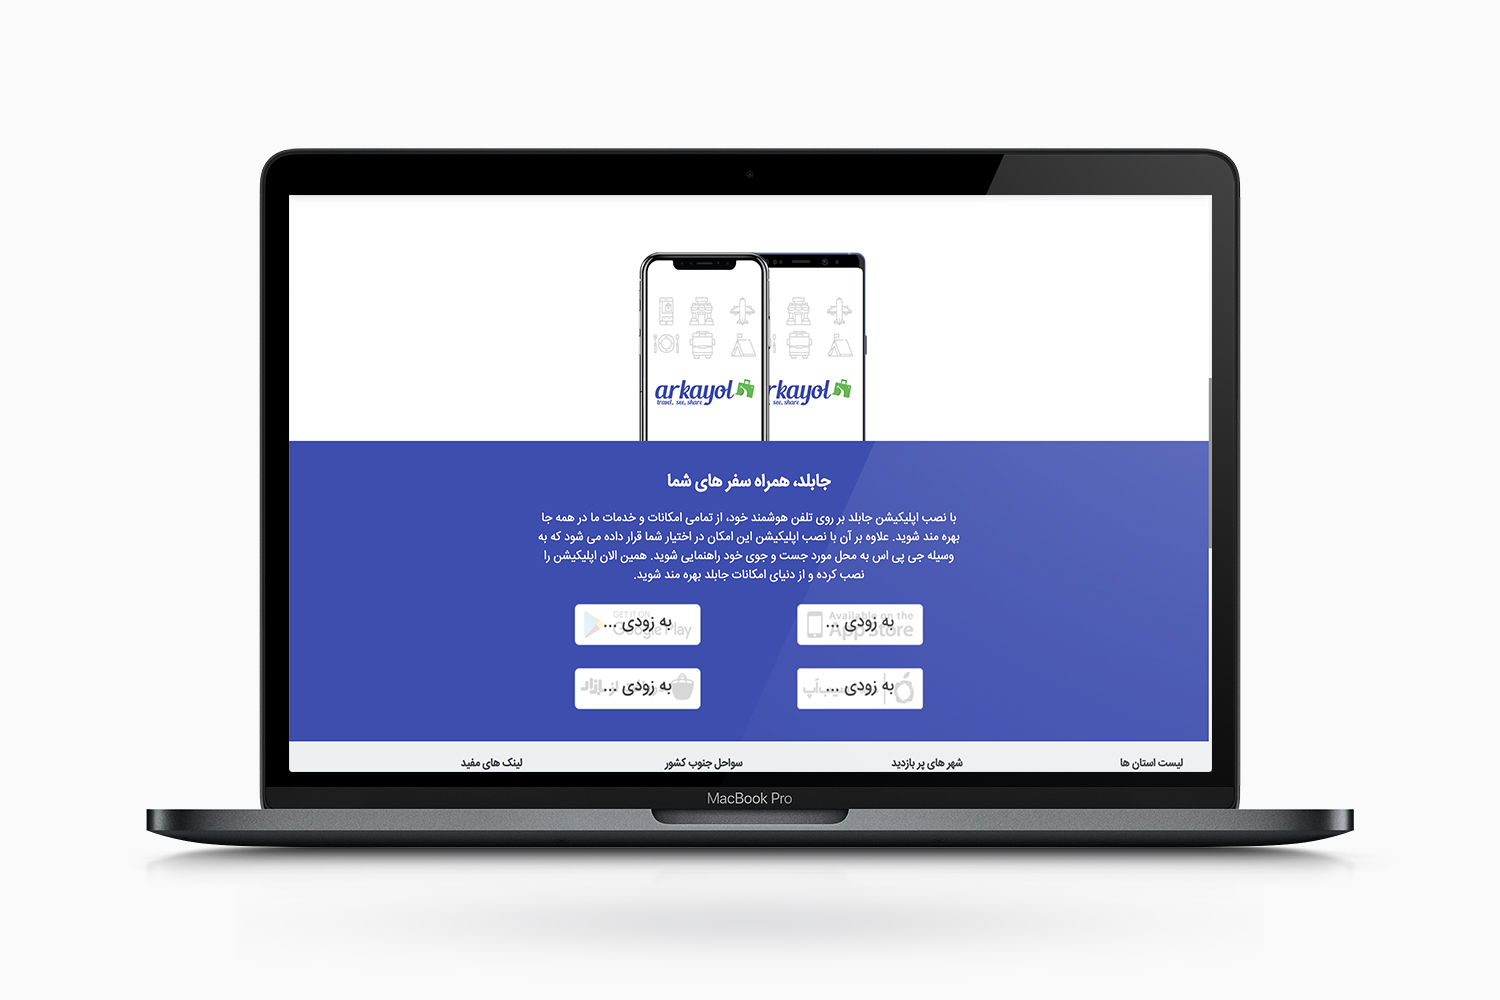 arkayol
travel, see, share
rkayol
see, share
جابلد، همراه سفر های شما
با نصب اپلیکیشن جابلد بر روی تلفن هوشمند خود، از تمامی امکانات و خدمات ما در همه جا
بهره مند شوید. علاوه بر آن با نصب اپلیکیشن این امکان در اختیار شما قرار داده می شود که به
وسیله جی پی اس به محل مورد جست و جوی خود راهنمایی شوید. همین الان اپلیکیشن را
نصب کرده و از دنیای امکانات جابلد بهره مند شوید.
Available on the
App Store
به زودی ...
GET IT ON
Google Play
به زودی ...
سیب‌اَپ
به زودی ...
بازار
به زودی ...
لیست استان ها
شهر های پر بازدید
سواحل جنوب کشور
لینک های مفید
MacBook Pro